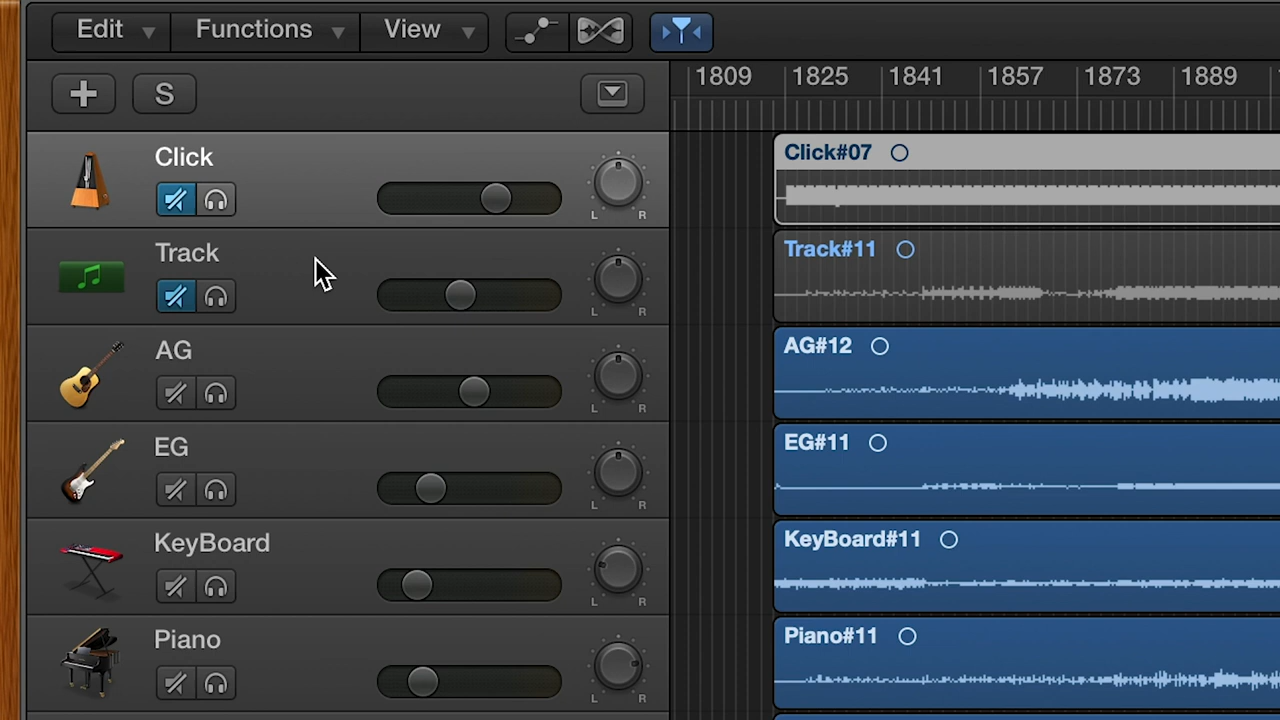 Edit Functions View
S
1809 1825 1841 1857 1873 1889
Click
L R
Click#07
Track
L R
Track#11
AG
L R
AG#12
EG
L R
EG#11
KeyBoard
L R
KeyBoard#11
Piano
L R
Piano#11